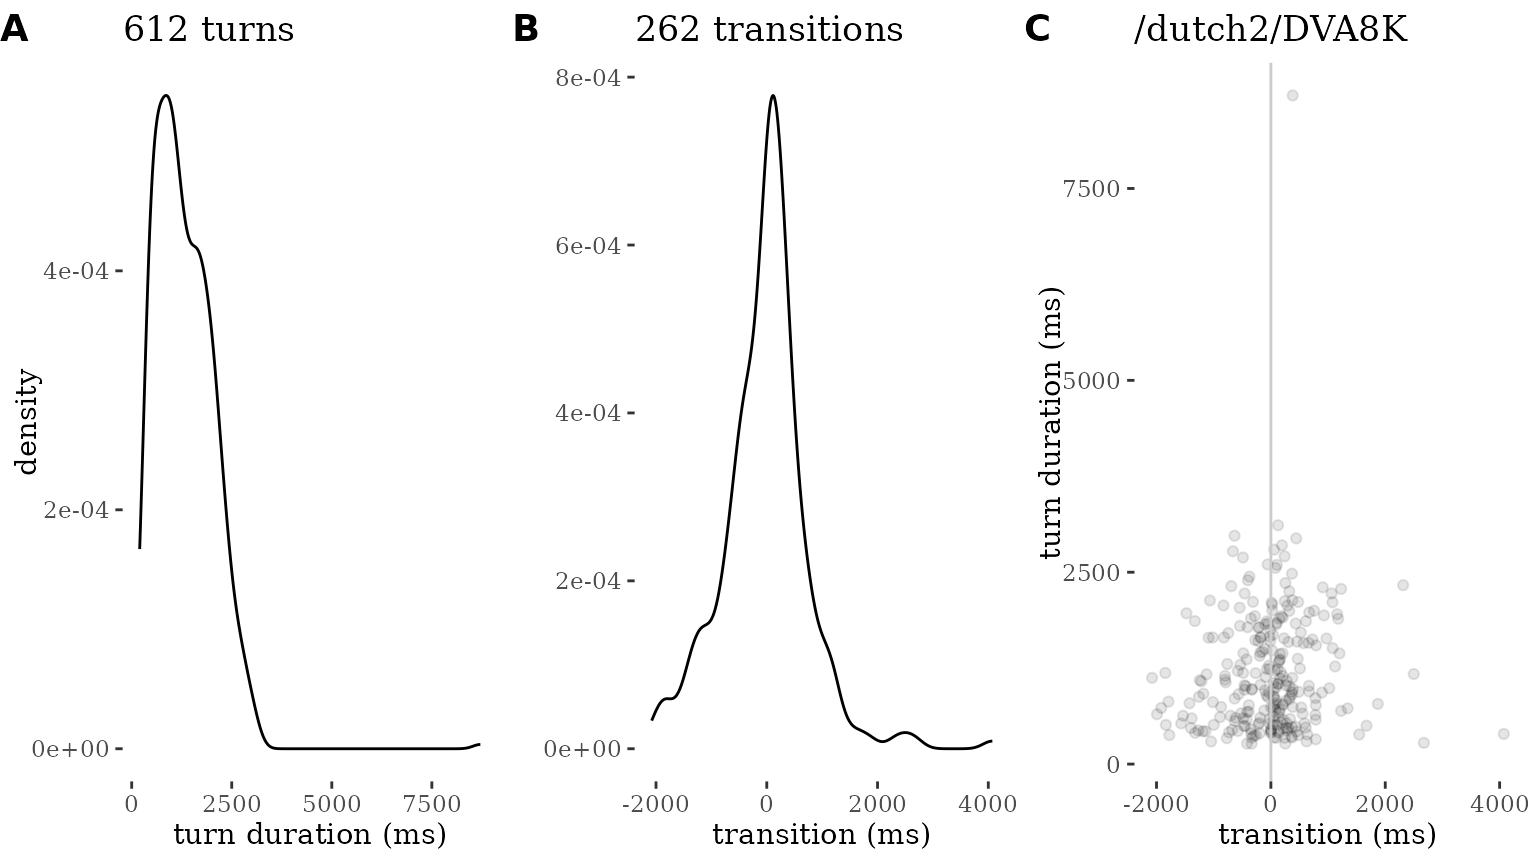 A 612 turns
density
4e-04
2e-04
0e+00
0 2500 5000 7500
turn duration (ms)
B 262 transitions
8e-04
6e-04
4e-04
2e-04
0e+00
-2000 0 2000 4000
transition (ms)
C /dutch2/DVA8K
turn duration (ms)
7500
5000
2500
0
-2000 0 2000 4000
transition (ms)